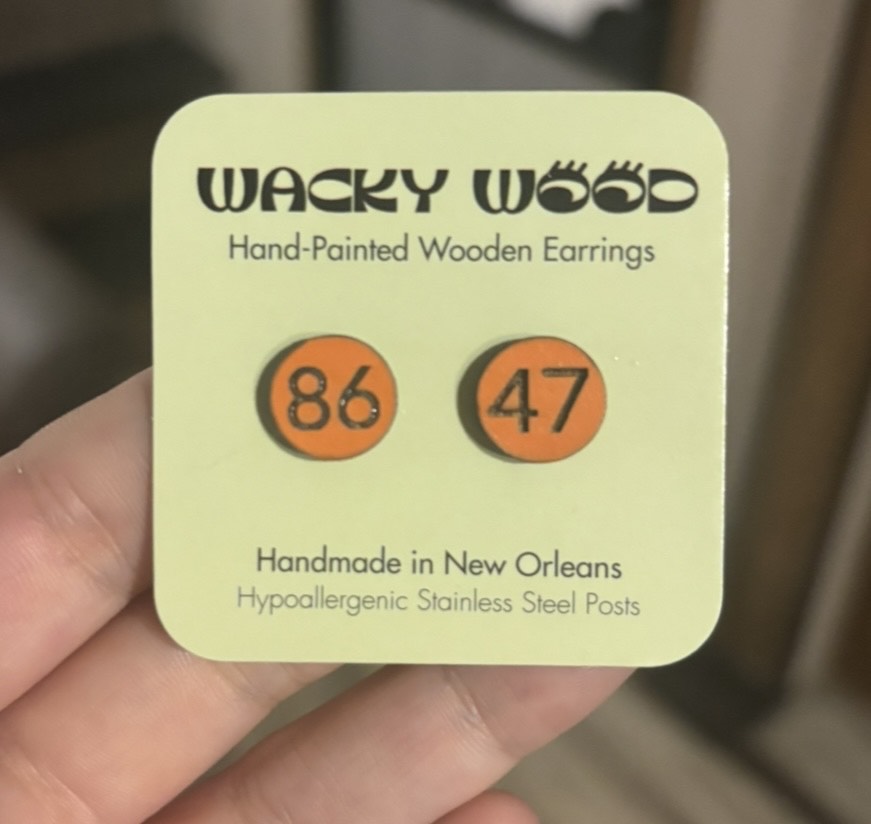 WACKY WOOD
Hand-Painted Wooden Earrings
86 47
Handmade in New Orleans
Hypoallergenic Stainless Steel Posts